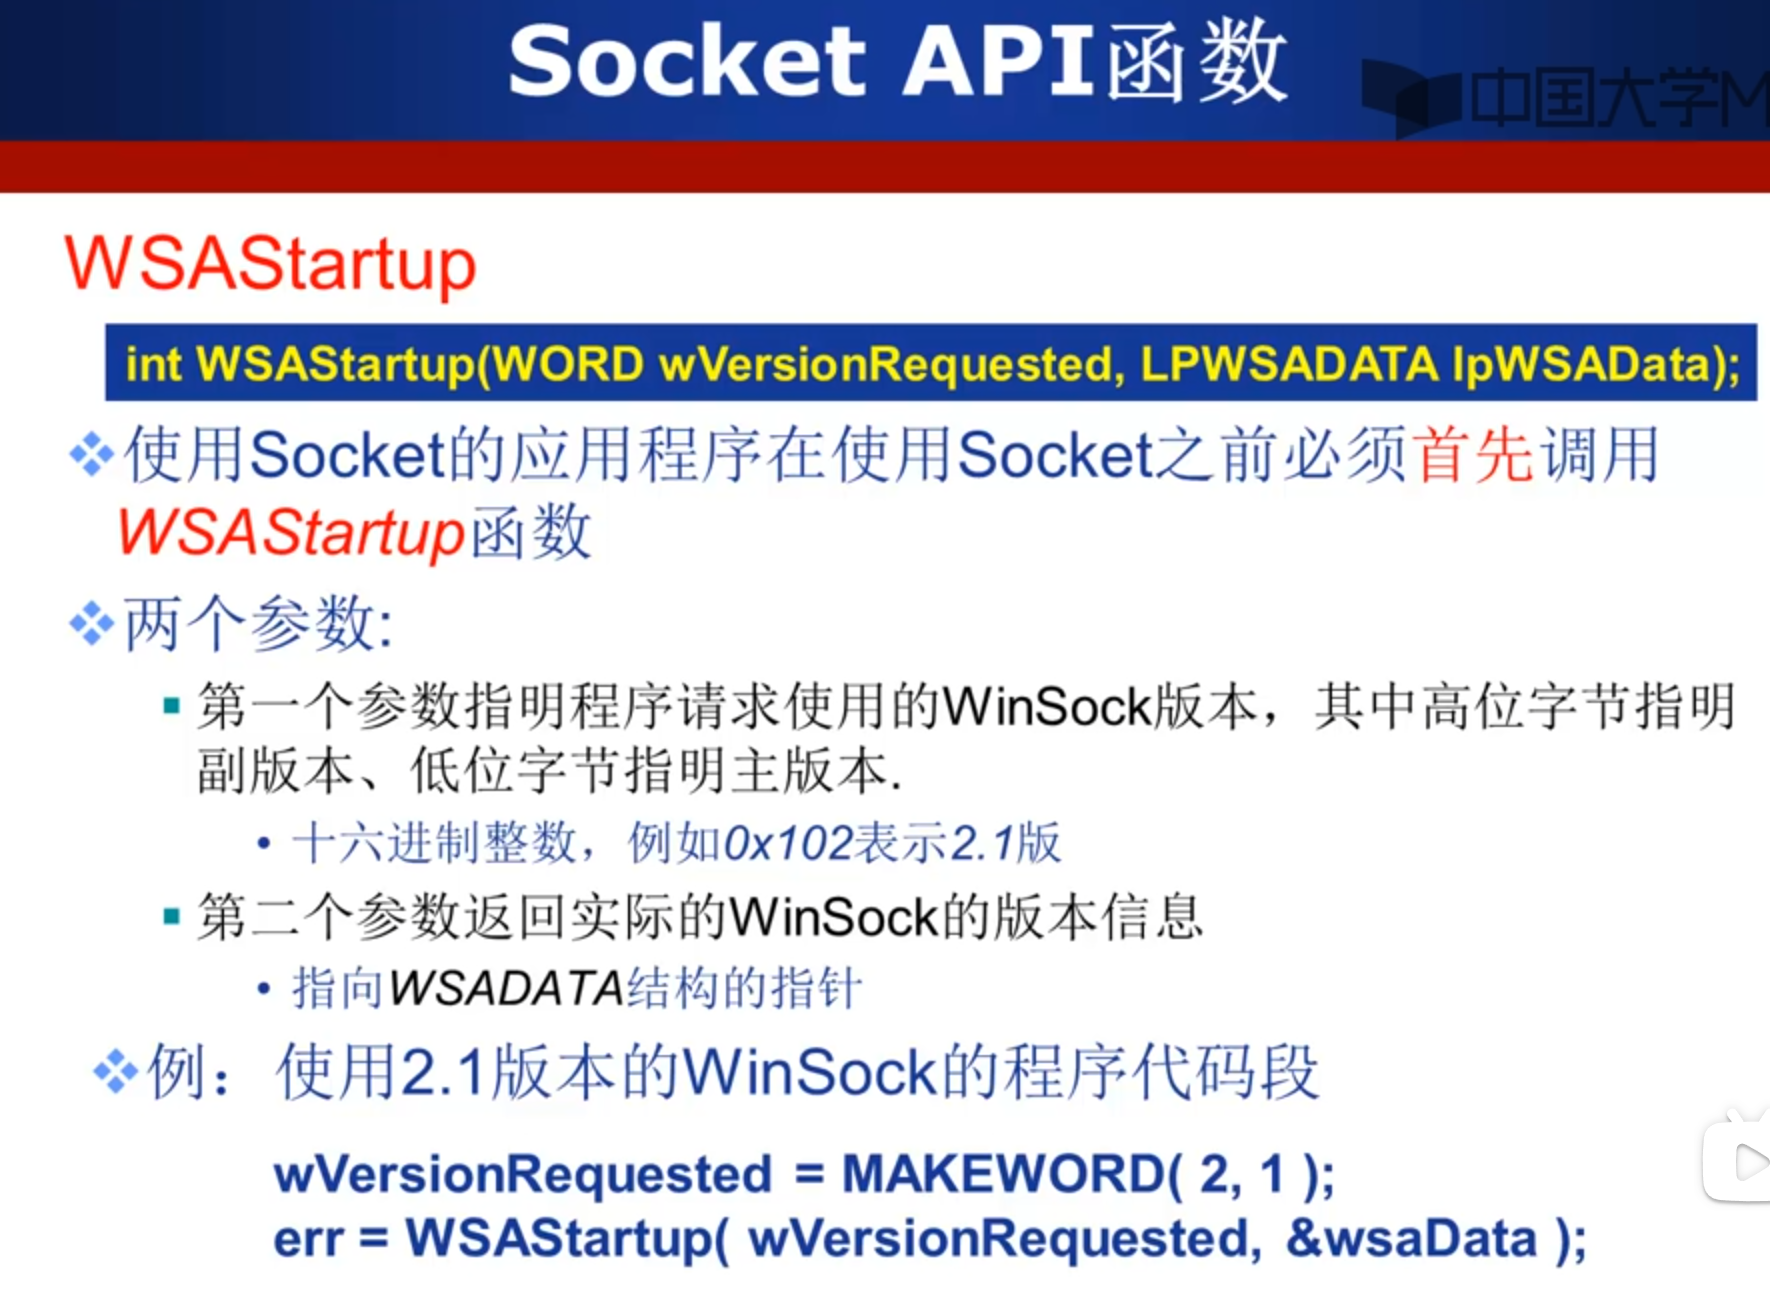 Socket API函数
中国大学M
WSAStartup
int WSAStartup(WORD wVersionRequested, LPWSADATA lpWSAData);
使用Socket的应用程序在使用Socket之前必须首先调用
WSAStartup函数
两个参数:
第一个参数指明程序请求使用的WinSock版本，其中高位字节指明
副版本、低位字节指明主版本.
• 十六进制整数，例如0x102表示2.1版
第二个参数返回实际的WinSock的版本信息
• 指向WSADATA结构的指针
例：使用2.1版本的WinSock的程序代码段
wVersionRequested = MAKEWORD( 2, 1 );
err = WSAStartup( wVersionRequested, &wsaData );